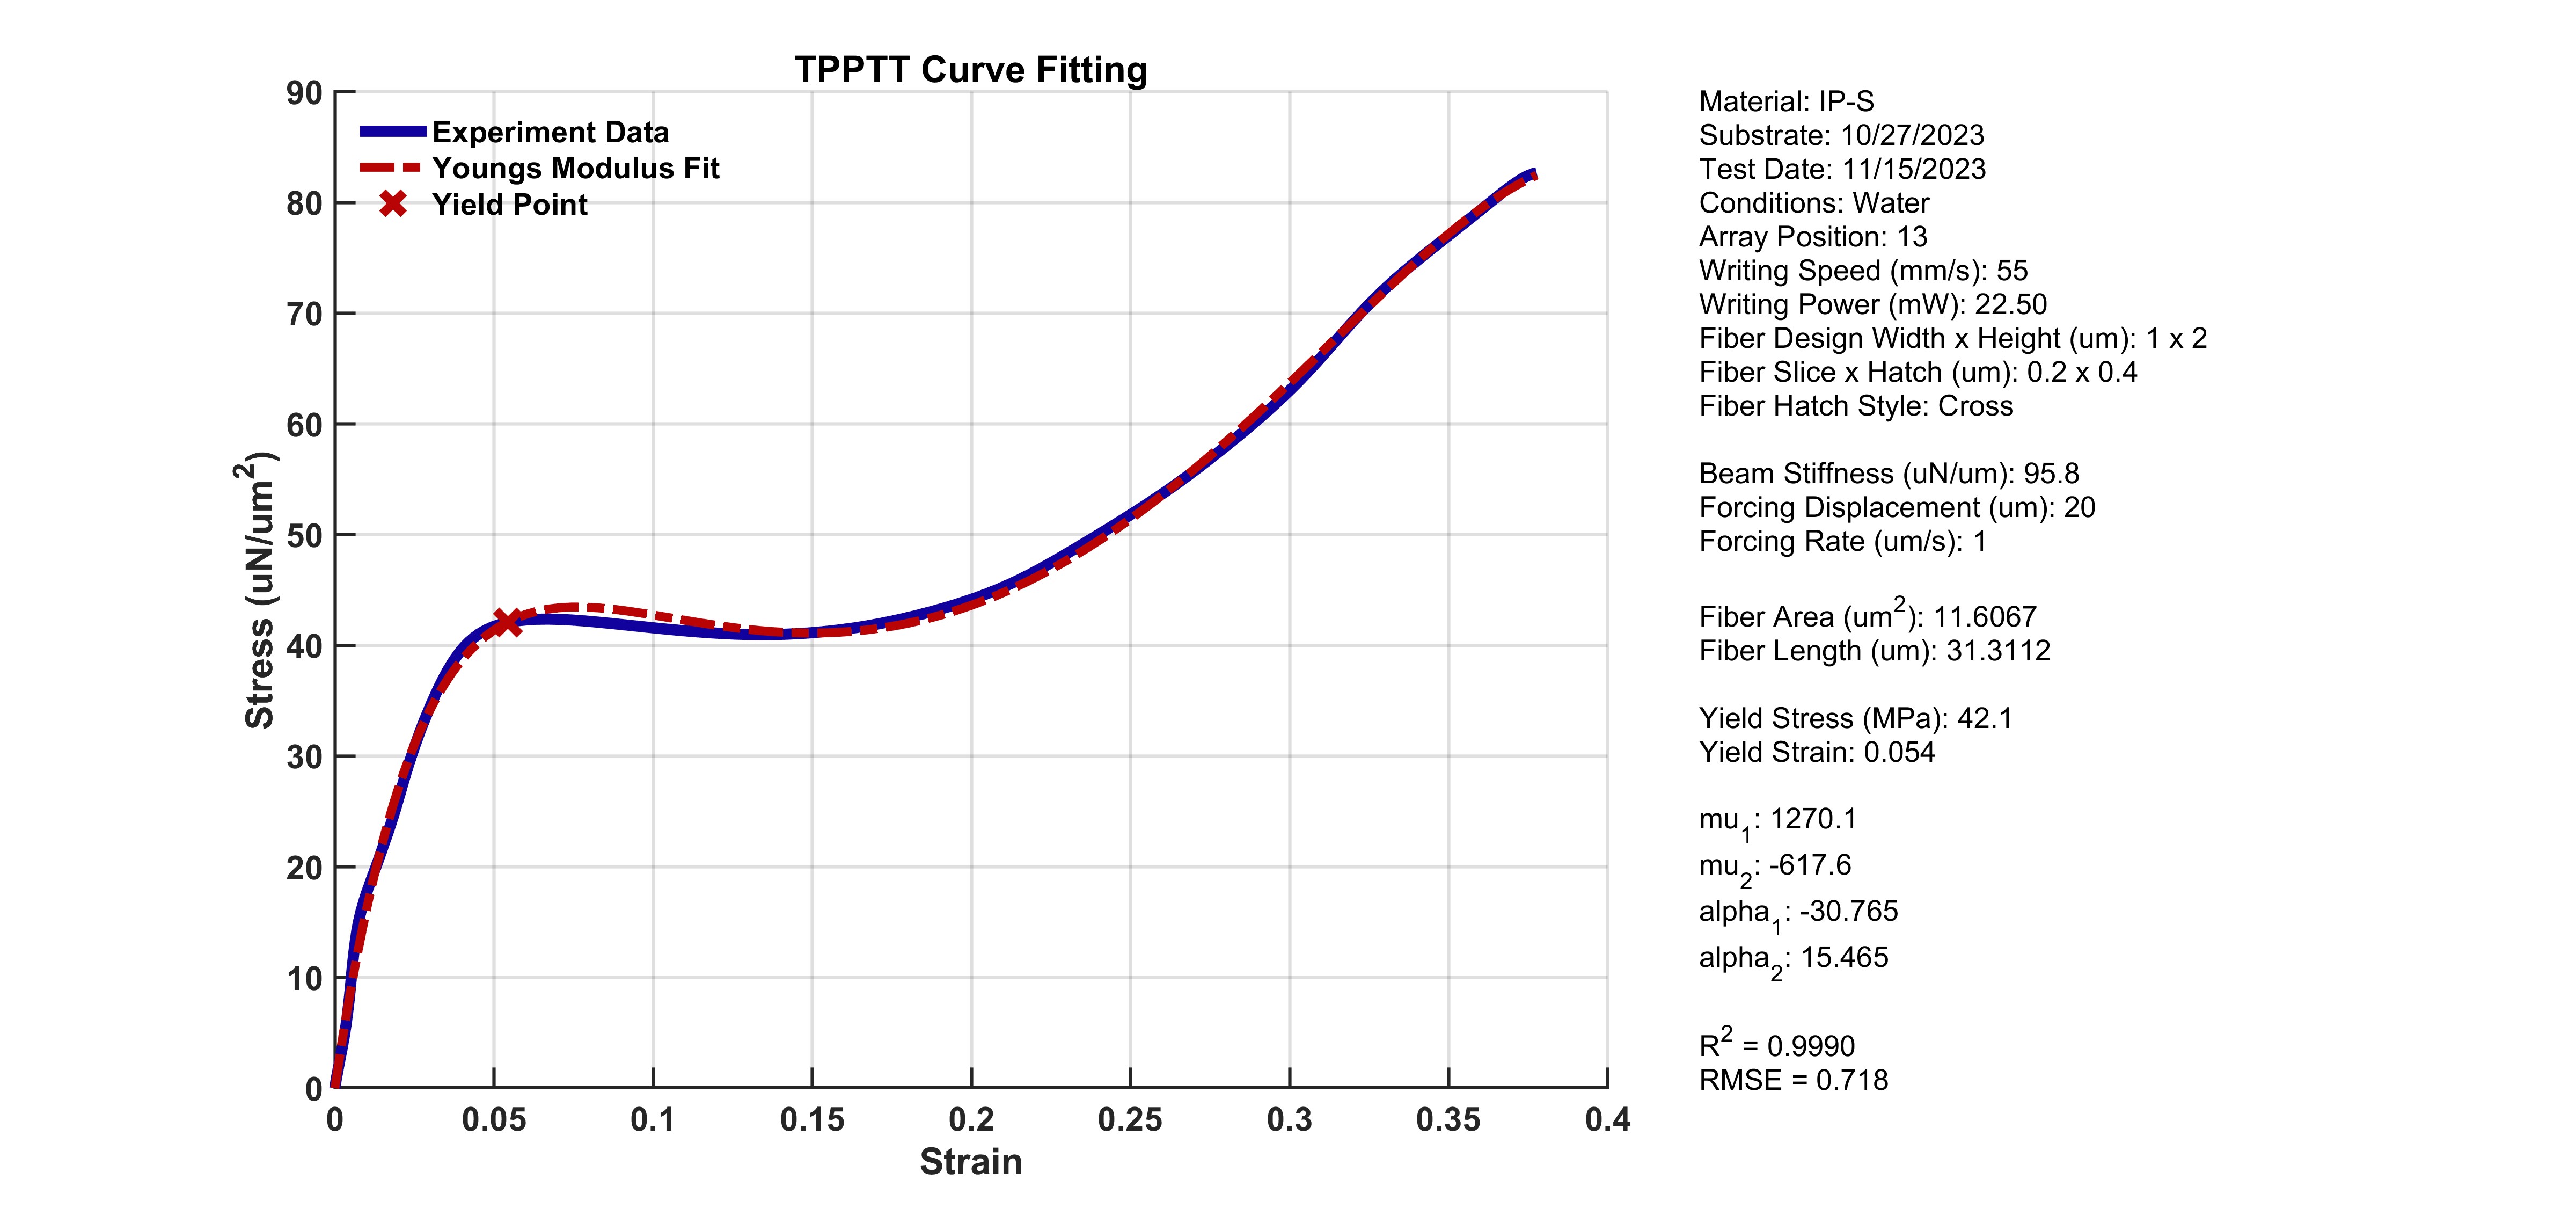 TPPTT Curve Fitting
90
80
70
60
50
40
30
20
10
0
Stress (uN/um2)
Experiment Data
Youngs Modulus Fit
Yield Point
0 0.05 0.1 0.15 0.2 0.25 0.3 0.35 0.4
Strain
Material: IP-S
Substrate: 10/27/2023
Test Date: 11/15/2023
Conditions: Water
Array Position: 13
Writing Speed (mm/s): 55
Writing Power (mW): 22.50
Fiber Design Width x Height (um): 1 x 2
Fiber Slice x Hatch (um): 0.2 x 0.4
Fiber Hatch Style: Cross
Beam Stiffness (uN/um): 95.8
Forcing Displacement (um): 20
Forcing Rate (um/s): 1
Fiber Area (um2): 11.6067
Fiber Length (um): 31.3112
Yield Stress (MPa): 42.1
Yield Strain: 0.054
mu1: 1270.1
mu2: -617.6
alpha1: -30.765
alpha2: 15.465
R2 = 0.9990
RMSE = 0.718